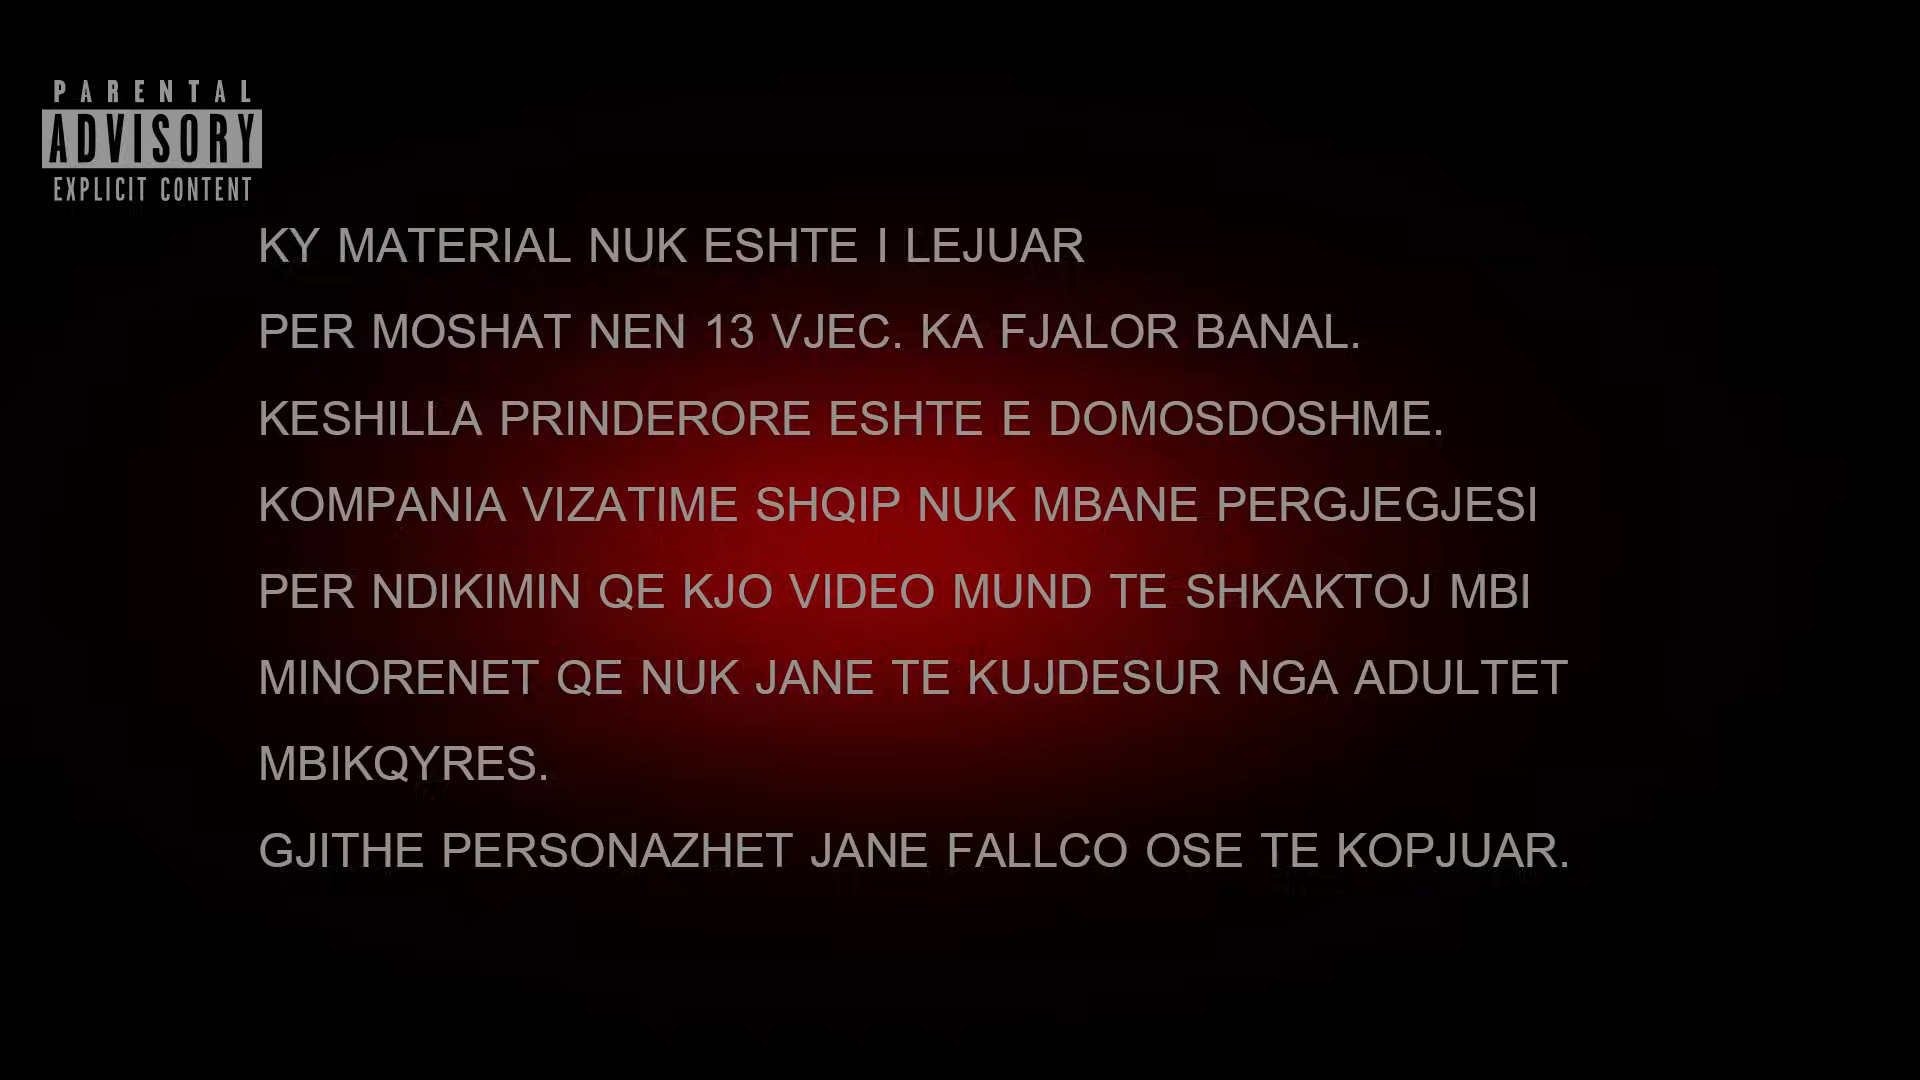 PARENTAL
ADVISORY
EXPLICIT CONTENT
KY MATERIAL NUK ESHTE I LEJUAR
PER MOSHAT NEN 13 VJEC. KA FJALOR BANAL.
KESHILLA PRINDERORE ESHTE E DOMOSDOSHME.
KOMPANIA VIZATIME SHQIP NUK MBANE PERGJEGJESI
PER NDIKIMIN QE KJO VIDEO MUND TE SHKAKTOJ MBI
MINORENET QE NUK JANE TE KUJDESUR NGA ADULTET
MBIKQYRES.
GJITHE PERSONAZHET JANE FALLCO OSE TE KOPJUAR.